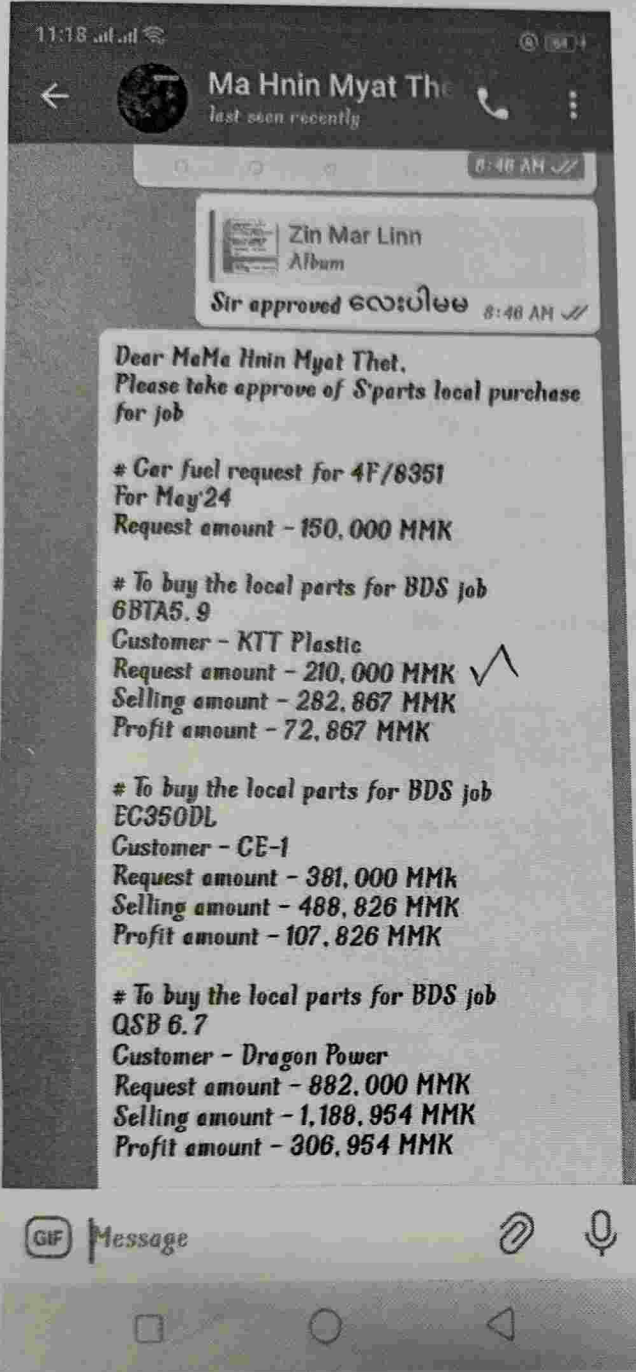 11:18
Ma Hnin Myat The
last seen recently
8:46 AM
Zin Mar Linn
Album
Sir approved လေးပါမမ 8:46 AM
Dear MaMa Hnin Myat Thet,
Please take approve of S'parts local purchase
for job
# Car fuel request for 4F/8351
For May'24
Request amount - 150,000 MMK
# To buy the local parts for BDS job
6BTA5.9
Customer - KTT Plastic
Request amount - 210,000 MMK
Selling amount - 282,867 MMK
Profit amount - 72,867 MMK
# To buy the local parts for BDS job
EC350DL
Customer - CE-1
Request amount - 381,000 MMk
Selling amount - 488,826 MMK
Profit amount - 107,826 MMK
# To buy the local parts for BDS job
QSB 6.7
Customer - Dragon Power
Request amount - 882,000 MMK
Selling amount - 1,188,954 MMK
Profit amount - 306,954 MMK
GIF Message